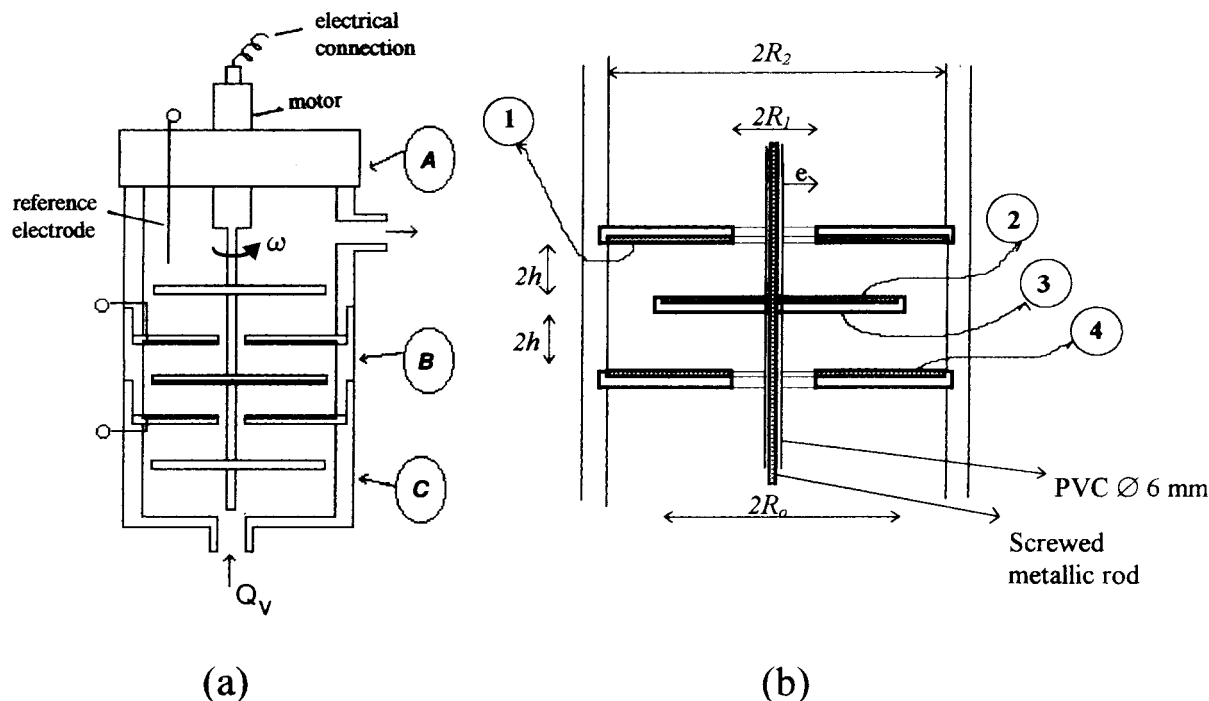 electrical
connection
motor
A
reference
electrode
ω
B
C
Q_V
(a)
2R_2
1
2R_1
e
2
2h
3
2h
4
PVC ∅ 6 mm
2R_o
Screwed
metallic rod
(b)